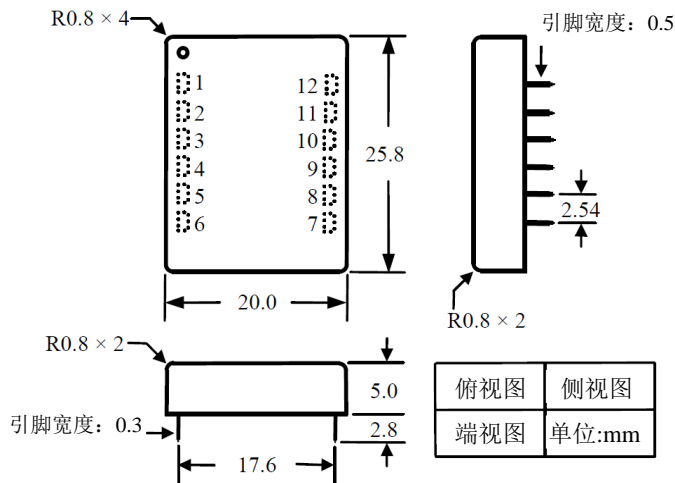 R0.8 × 4
引脚宽度：0.5
1 12
2 11
3 10
4 9
5 8
6 7
25.8
2.54
20.0
R0.8 × 2
R0.8 × 2
5.0
引脚宽度：0.3
2.8
17.6
俯视图 侧视图
端视图 单位:mm